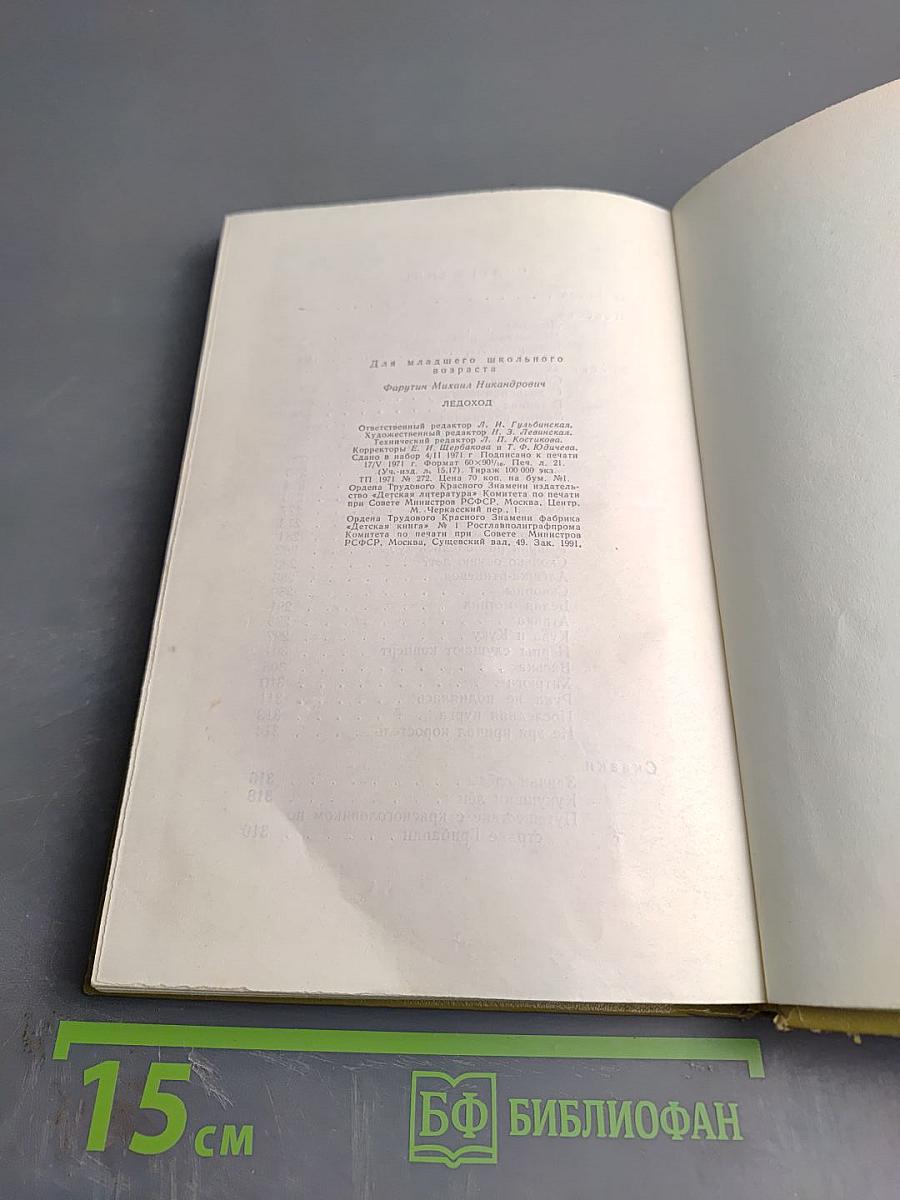 Для младшего школьного
возраста
Фарутин Михаил Никандрович
ЛЕДОХОД
Ответственный редактор Л. И. Гульбинская.
Художественный редактор Н. З. Левинская.
Технический редактор Л. П. Костикова.
Корректоры Е. И. Щербакова и Т. Ф. Юдичева.
Сдано в набор 4/II 1971 г Подписано к печати
17/V 1971 г. Формат 60×90¹/₁₆. Печ. л. 21.
(Уч.-изд. л. 15,17). Тираж 100 000 экз.
ТП 1971 № 272. Цена 70 коп. на бум. №1.
Ордена Трудового Красного Знамени издатель-
ство «Детская литература» Комитета по печати
при Совете Министров РСФСР, Москва, Центр.
М. Черкасский пер., 1.
Ордена Трудового Красного Знамени фабрика
«Детская книга» № 1 Росглавполиграфпрома
Комитета по печати при Совете Министров
РСФСР, Москва, Сущевский вал, 49. Зак. 1991.
15 см
БФ БИБЛИОФАН